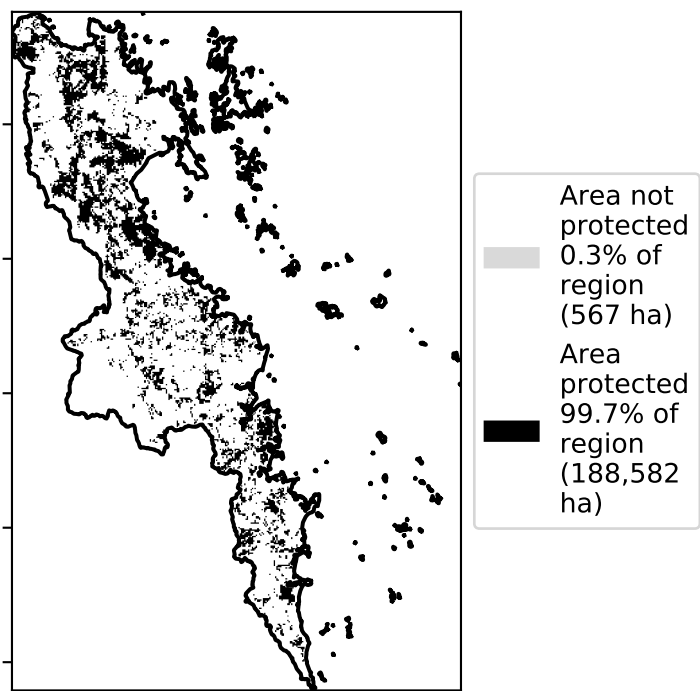 Area not
protected
0.3% of
region
(567 ha)
Area
protected
99.7% of
region
(188,582
ha)